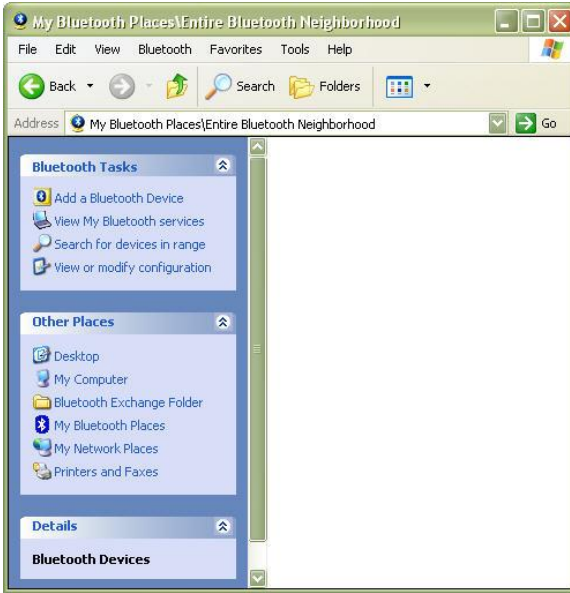 My Bluetooth Places\Entire Bluetooth Neighborhood
File Edit View Bluetooth Favorites Tools Help
Back Search Folders
Address My Bluetooth Places\Entire Bluetooth Neighborhood Go
Bluetooth Tasks
Add a Bluetooth Device
View My Bluetooth services
Search for devices in range
View or modify configuration
Other Places
Desktop
My Computer
Bluetooth Exchange Folder
My Bluetooth Places
My Network Places
Printers and Faxes
Details
Bluetooth Devices